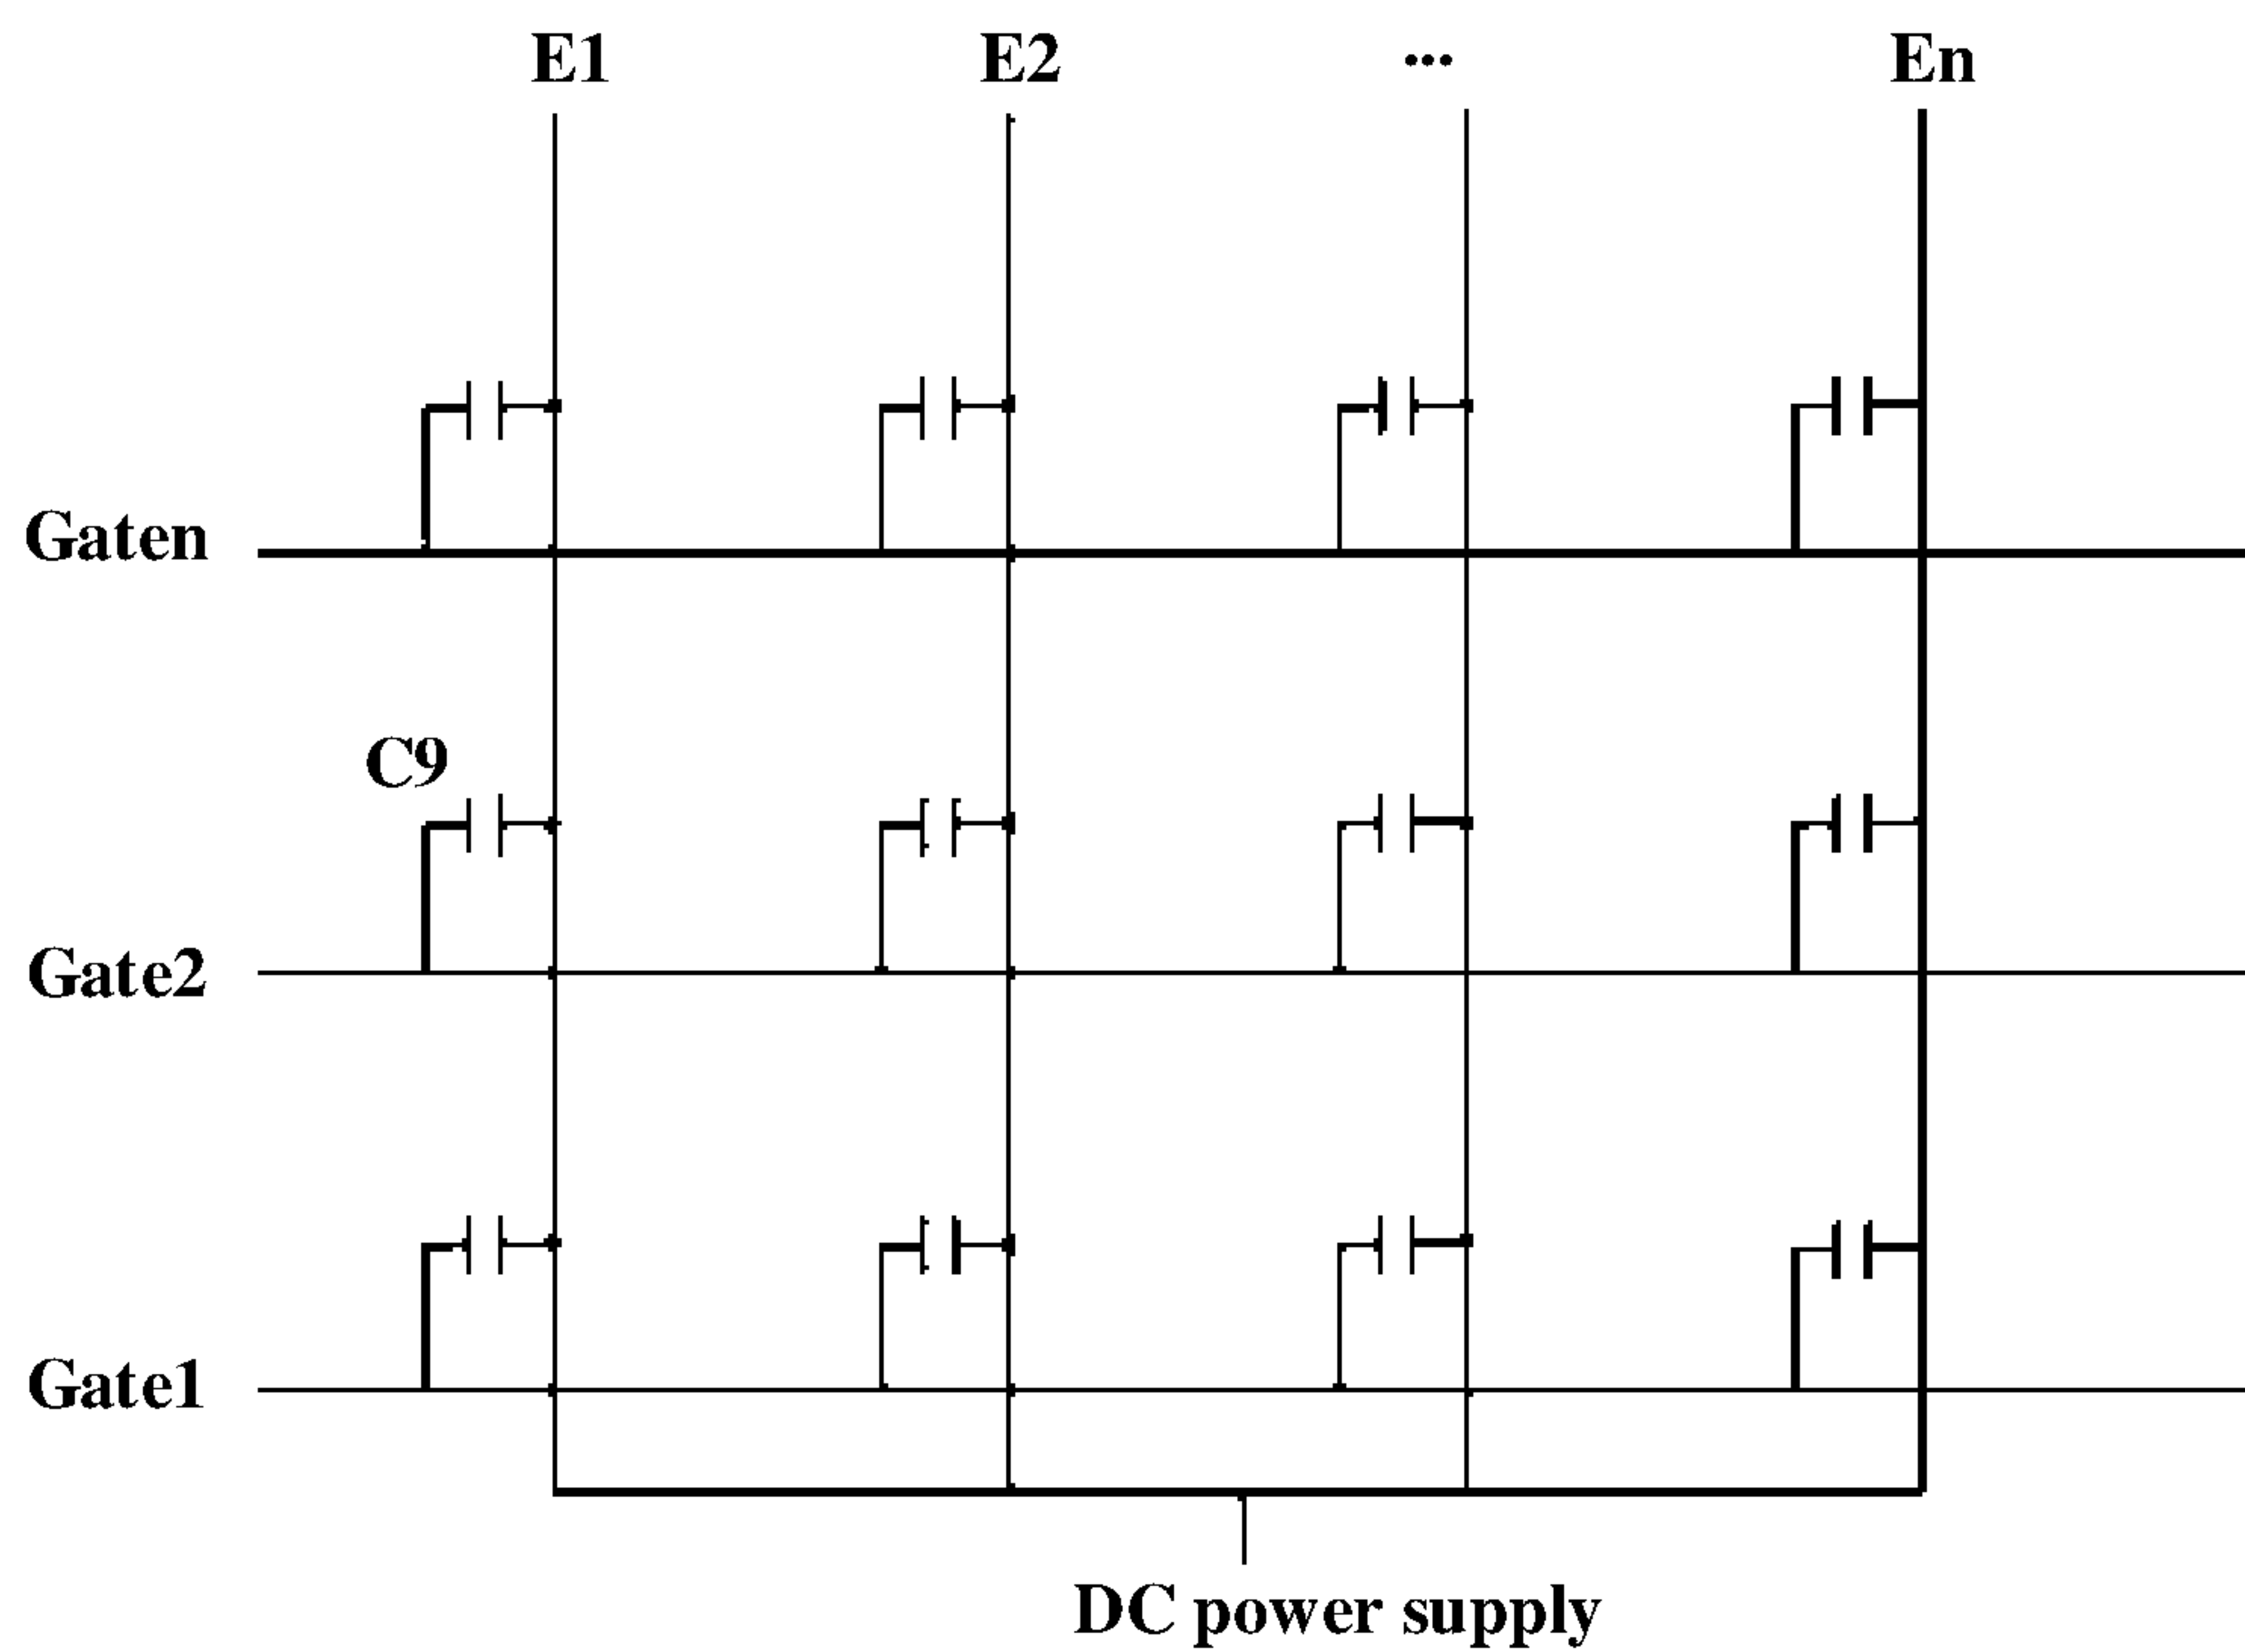 E1 E2 ... En
Gaten
C9
Gate2
Gate1
DC power supply